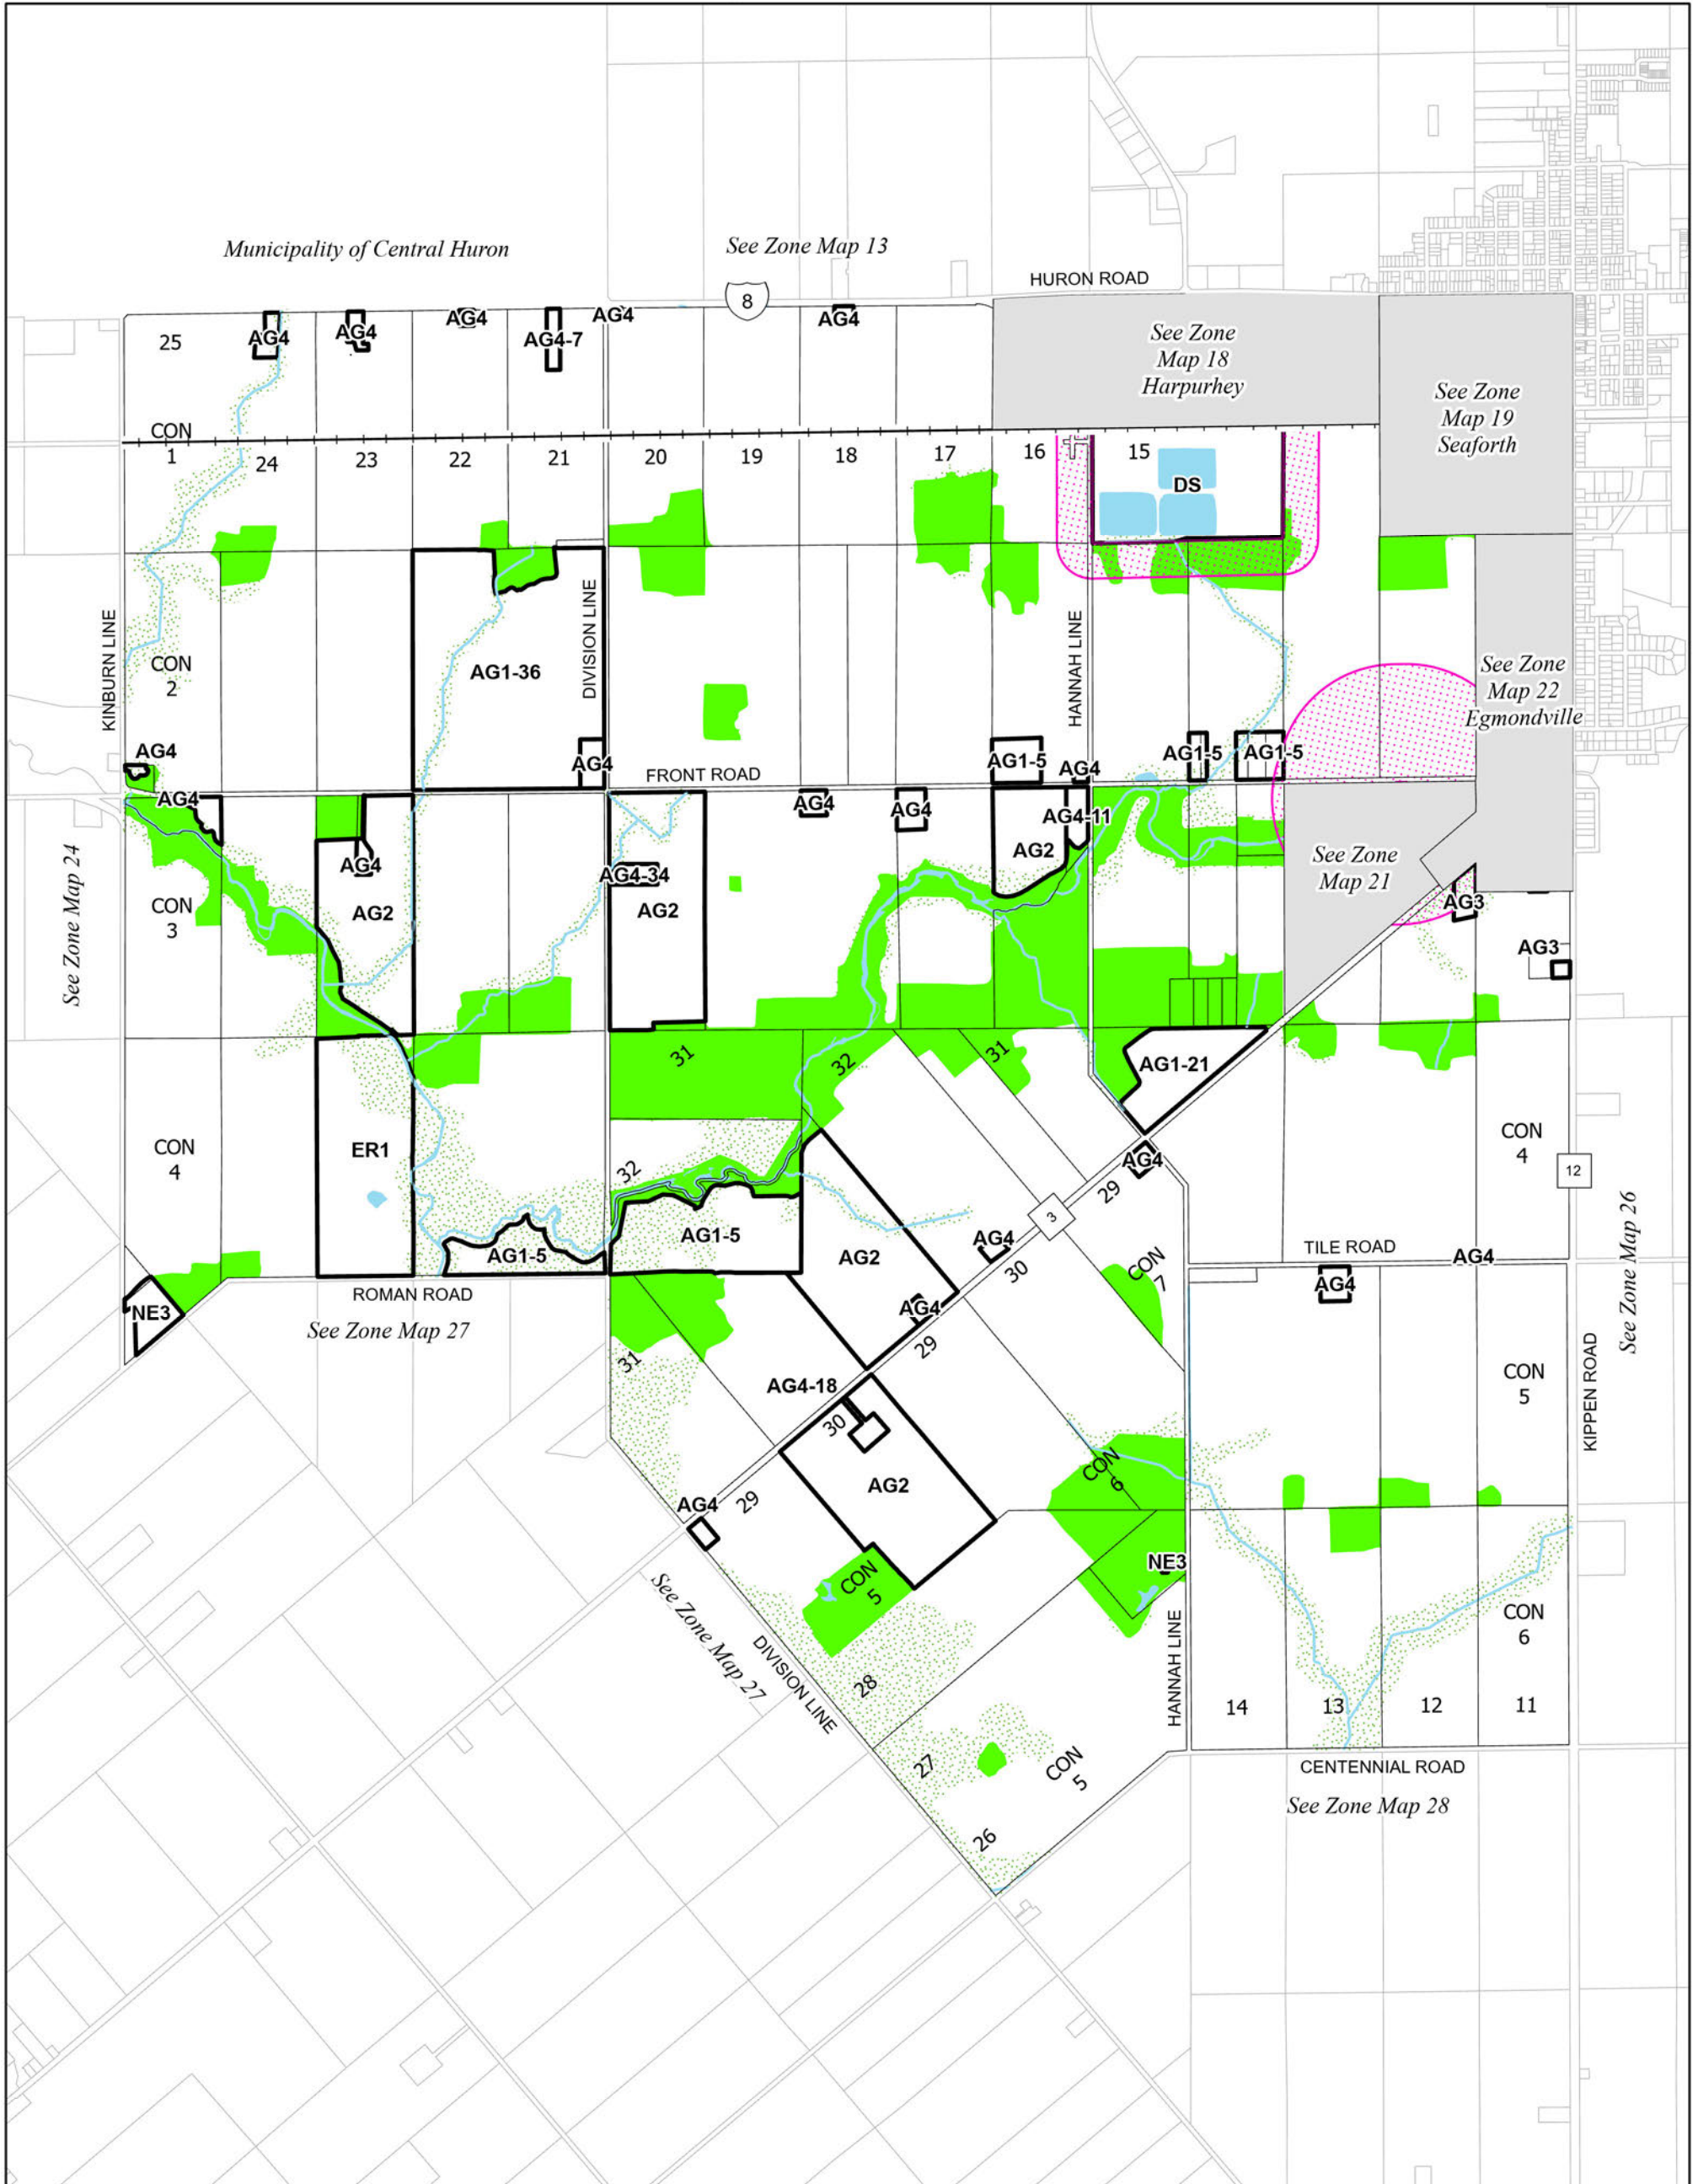 Municipality of Central Huron
See Zone Map 13
HURON ROAD
8
25
AG4
AG4
AG4
AG4-7
AG4
AG4
See Zone
Map 18
Harpurhey
See Zone
Map 19
Seaforth
CON
1
24
23
22
21
20
19
18
17
16
15
DS
KINBURN LINE
CON
2
AG1-36
DIVISION LINE
HANNAH LINE
See Zone
Map 22
Egmondville
AG4
AG4
FRONT ROAD
AG1-5
AG4
AG1-5
AG1-5
AG4
AG4
AG4
AG4-11
AG2
See Zone Map 24
CON
3
AG4
AG2
AG4-34
AG2
See Zone
Map 21
AG3
AG3
31
32
31
AG1-21
CON
4
ER1
32
AG4
29
CON
4
12
3
AG1-5
AG1-5
AG2
AG4
30
CON
7
TILE ROAD
AG4
AG4
See Zone Map 26
NE3
ROMAN ROAD
See Zone Map 27
AG4
29
31
AG4-18
30
CON
5
KIPPEN ROAD
AG2
CON
6
AG4
29
See Zone Map 27
CON
5
NE3
CON
6
DIVISION LINE
28
HANNAH LINE
14
13
12
11
27
CON
5
CENTENNIAL ROAD
See Zone Map 28
26